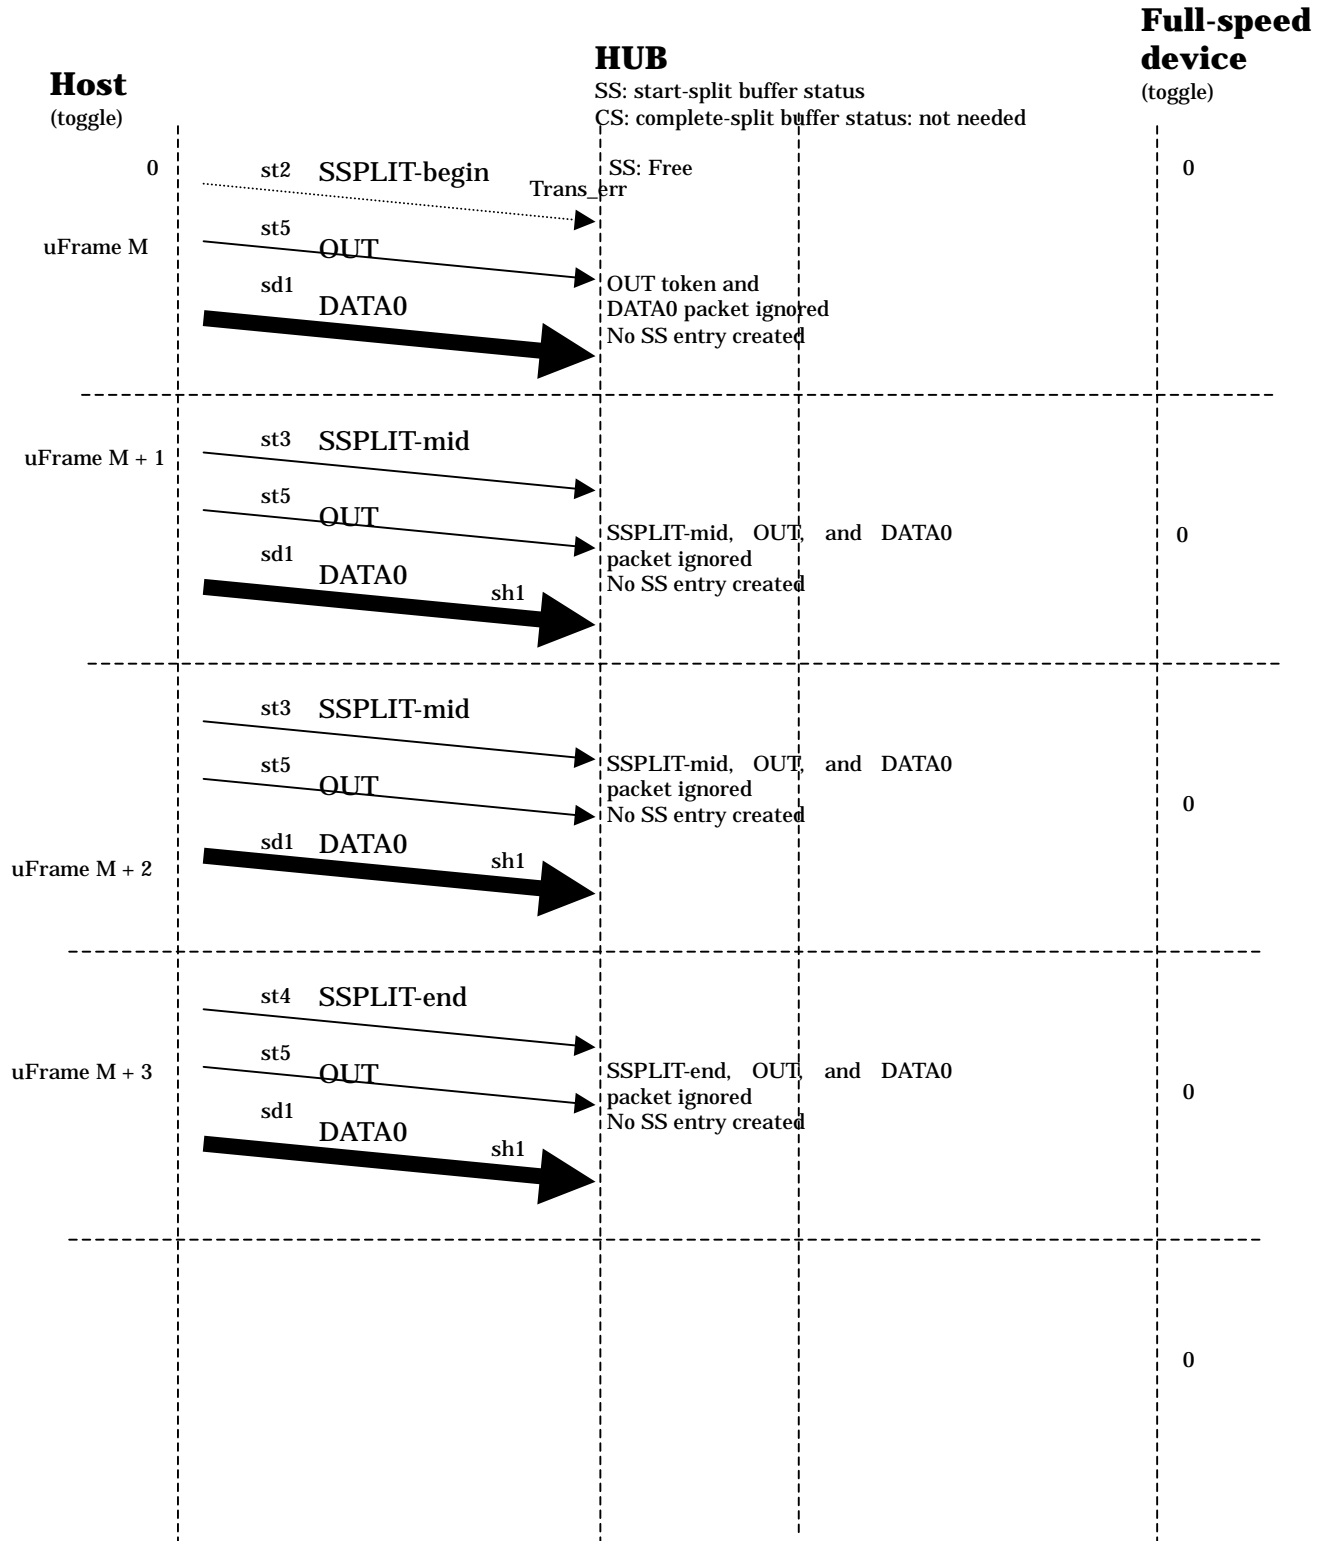 Full-speed
device
(toggle)
HUB
SS: start-split buffer status
CS: complete-split buffer status: not needed
Host
(toggle)
0
st2 SSPLIT-begin
Trans_err
SS: Free
0
uFrame M
st5
OUT
sd1
DATA0
OUT token and
DATA0 packet ignored
No SS entry created
uFrame M + 1
st3 SSPLIT-mid
st5
OUT
sd1
DATA0
sh1
SSPLIT-mid, OUT, and DATA0
packet ignored
No SS entry created
0
st3 SSPLIT-mid
st5
OUT
sd1 DATA0
sh1
uFrame M + 2
SSPLIT-mid, OUT, and DATA0
packet ignored
No SS entry created
0
st4 SSPLIT-end
st5
OUT
uFrame M + 3
sd1
DATA0
sh1
SSPLIT-end, OUT, and DATA0
packet ignored
No SS entry created
0
0